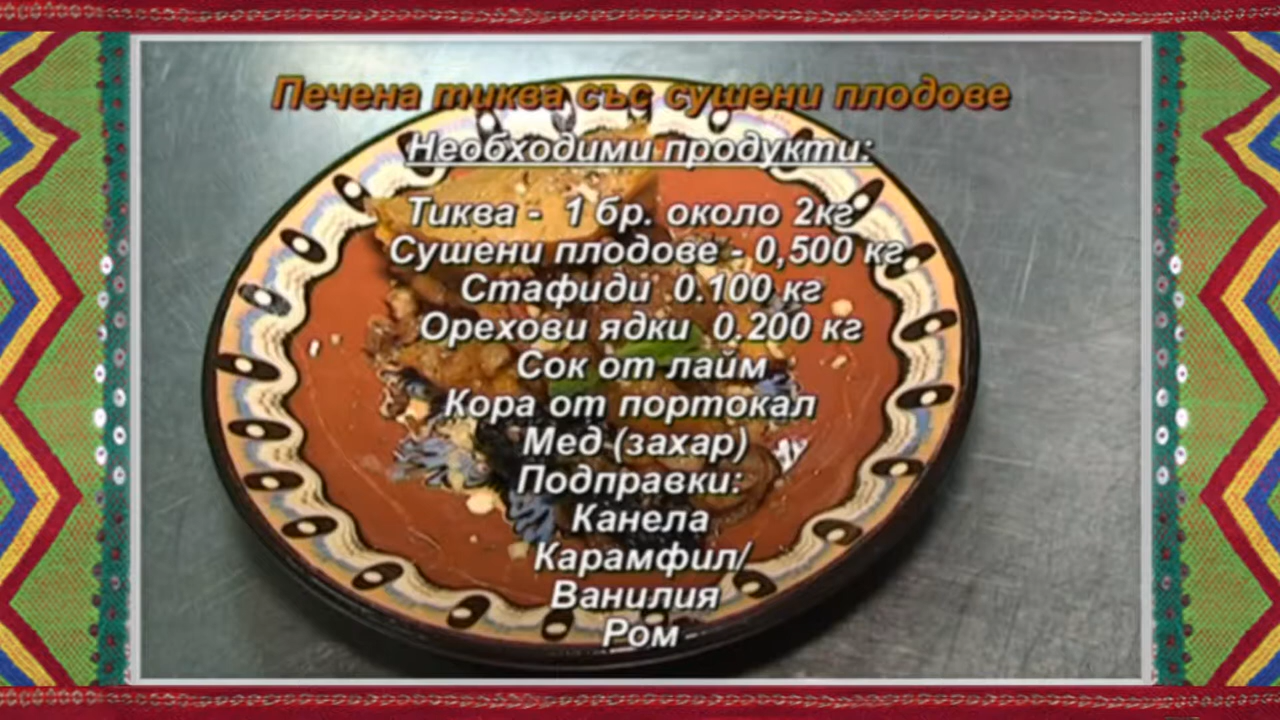 Печена тиква със сушени плодове
Необходими продукти:
Тиква - 1 бр. около 2кг
Сушени плодове - 0,500 кг
Стафиди 0.100 кг
Орехови ядки 0.200 кг
Сок от лайм
Кора от портокал
Мед (захар)
Подправки:
Канела
Карамфил/
Ванилия
Ром